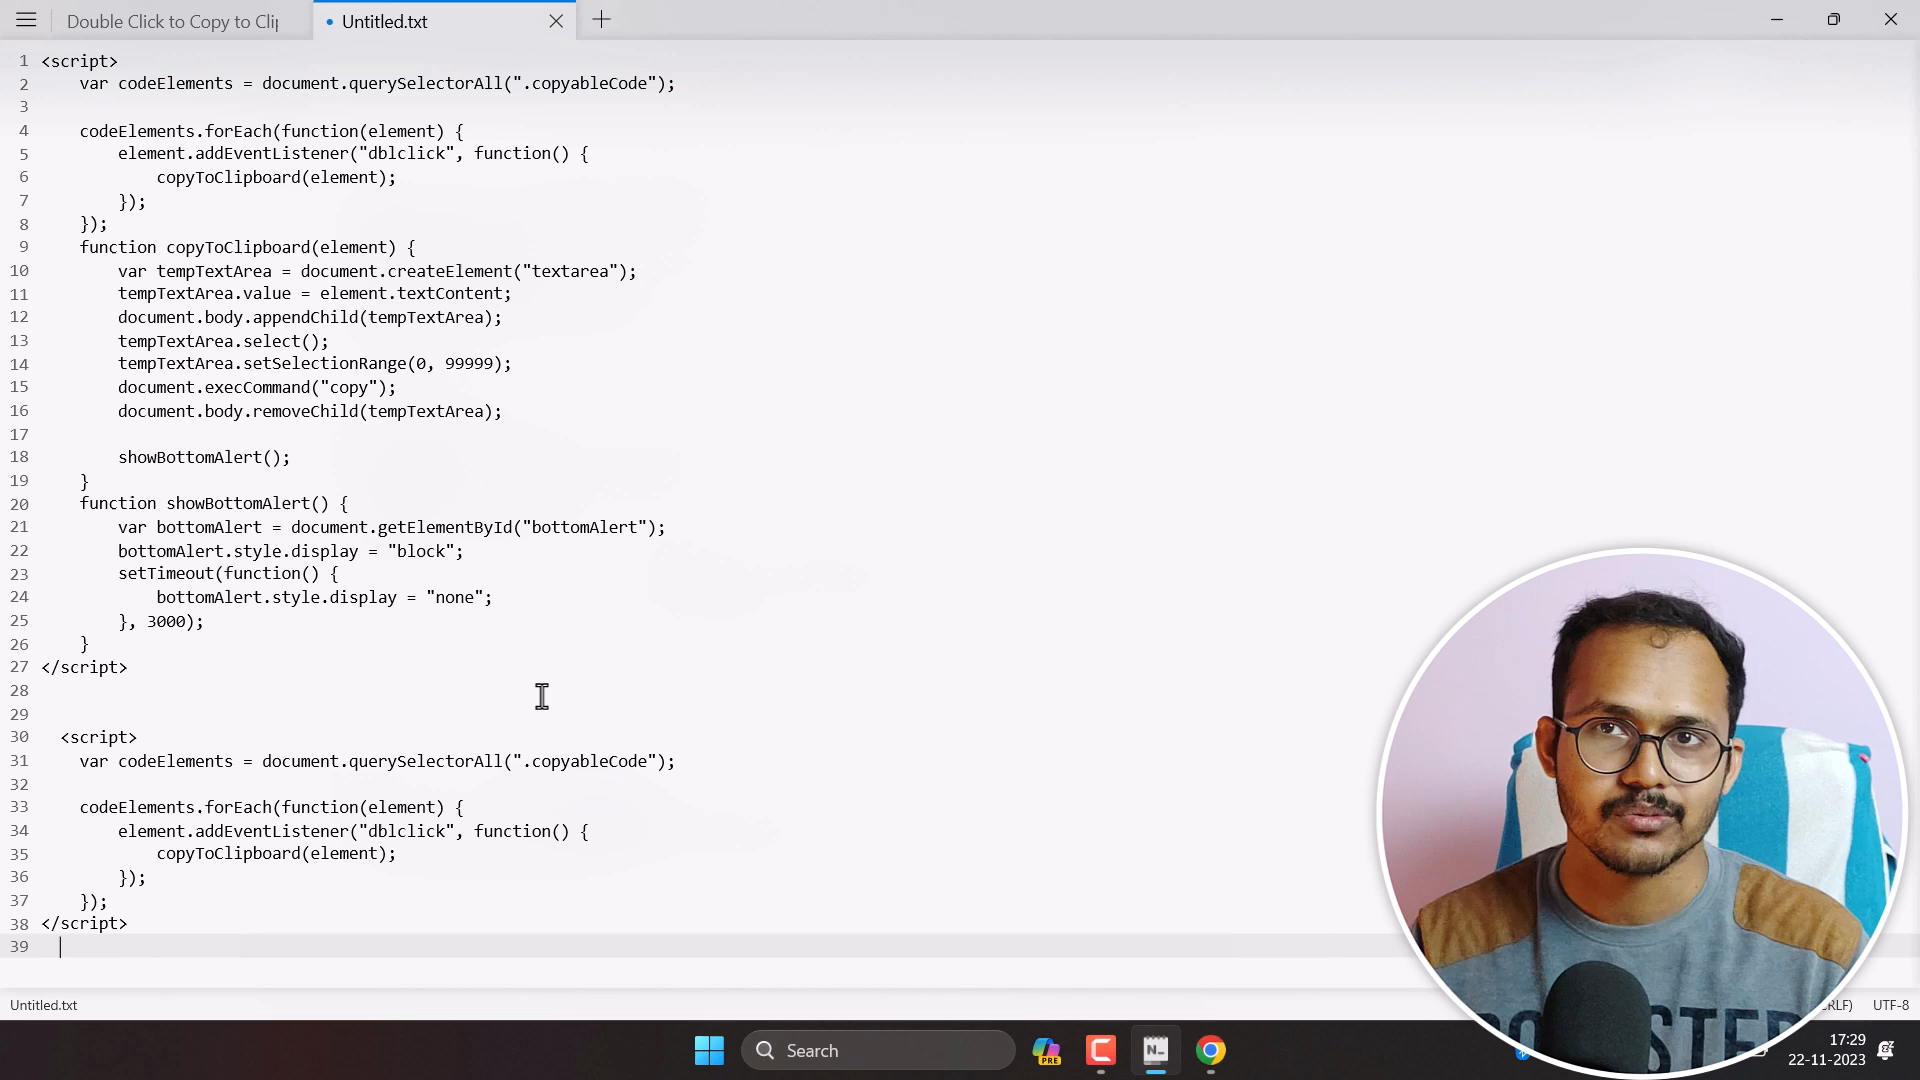 Double Click to Copy to Cli
Untitled.txt
1 <script>
2 var codeElements = document.querySelectorAll(".copyableCode");
3
4 codeElements.forEach(function(element) {
5 element.addEventListener("dblclick", function() {
6 copyToClipboard(element);
7 });
8 });
9 function copyToClipboard(element) {
10 var tempTextArea = document.createElement("textarea");
11 tempTextArea.value = element.textContent;
12 document.body.appendChild(tempTextArea);
13 tempTextArea.select();
14 tempTextArea.setSelectionRange(0, 99999);
15 document.execCommand("copy");
16 document.body.removeChild(tempTextArea);
17
18 showBottomAlert();
19 }
20 function showBottomAlert() {
21 var bottomAlert = document.getElementById("bottomAlert");
22 bottomAlert.style.display = "block";
23 setTimeout(function() {
24 bottomAlert.style.display = "none";
25 }, 3000);
26 }
27 </script>
28
29
30 <script>
31 var codeElements = document.querySelectorAll(".copyableCode");
32
33 codeElements.forEach(function(element) {
34 element.addEventListener("dblclick", function() {
35 copyToClipboard(element);
36 });
37 });
38 </script>
39
Untitled.txt
CRLF) UTF-8
Search
PRE
N
17:29
22-11-2023